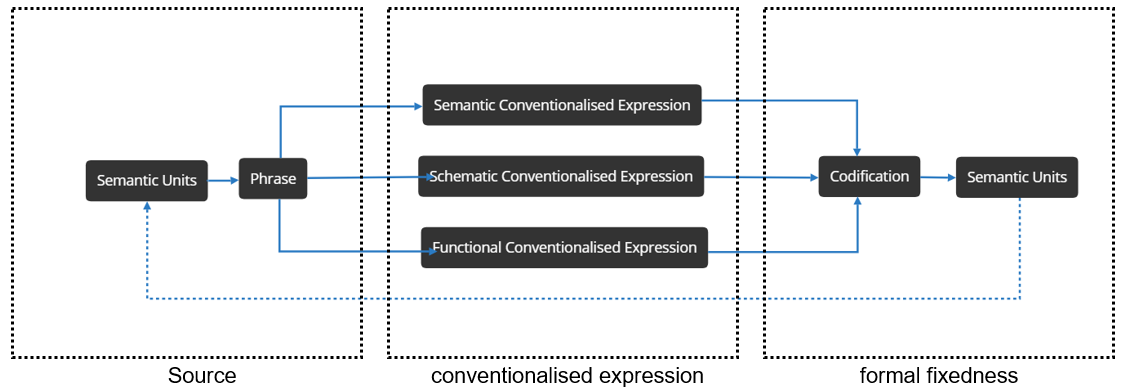 Semantic Conventionalised Expression
Semantic Units
Phrase
Schematic Conventionalised Expression
Codification
Semantic Units
Functional Conventionalised Expression
Source
conventionalised expression
formal fixedness